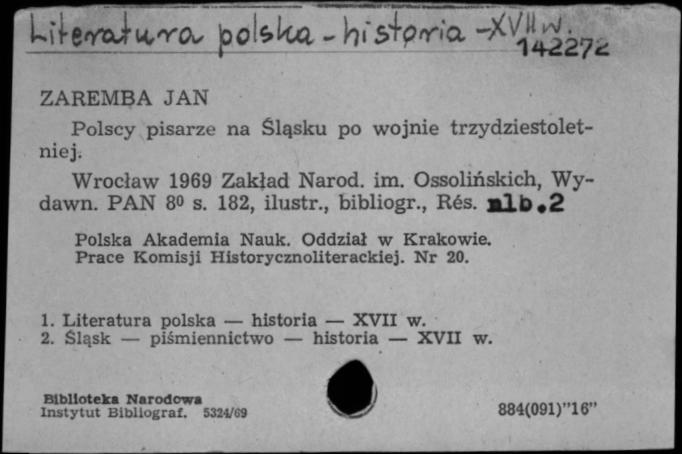 Literatura polska - historia - XVII w.
142272
ZAREMBA JAN
Polscy pisarze na Śląsku po wojnie trzydziestolet-
niej.
Wrocław 1969 Zakład Narod. im. Ossolińskich, Wy-
dawn. PAN 8⁰ s. 182, ilustr., bibliogr., Rés. nlb.2
Polska Akademia Nauk. Oddział w Krakowie.
Prace Komisji Historycznoliterackiej. Nr 20.
1. Literatura polska — historia — XVII w.
2. Śląsk — piśmiennictwo — historia — XVII w.
Biblioteka Narodowa
Instytut Bibliograf. 5324/69
884(091)"16"